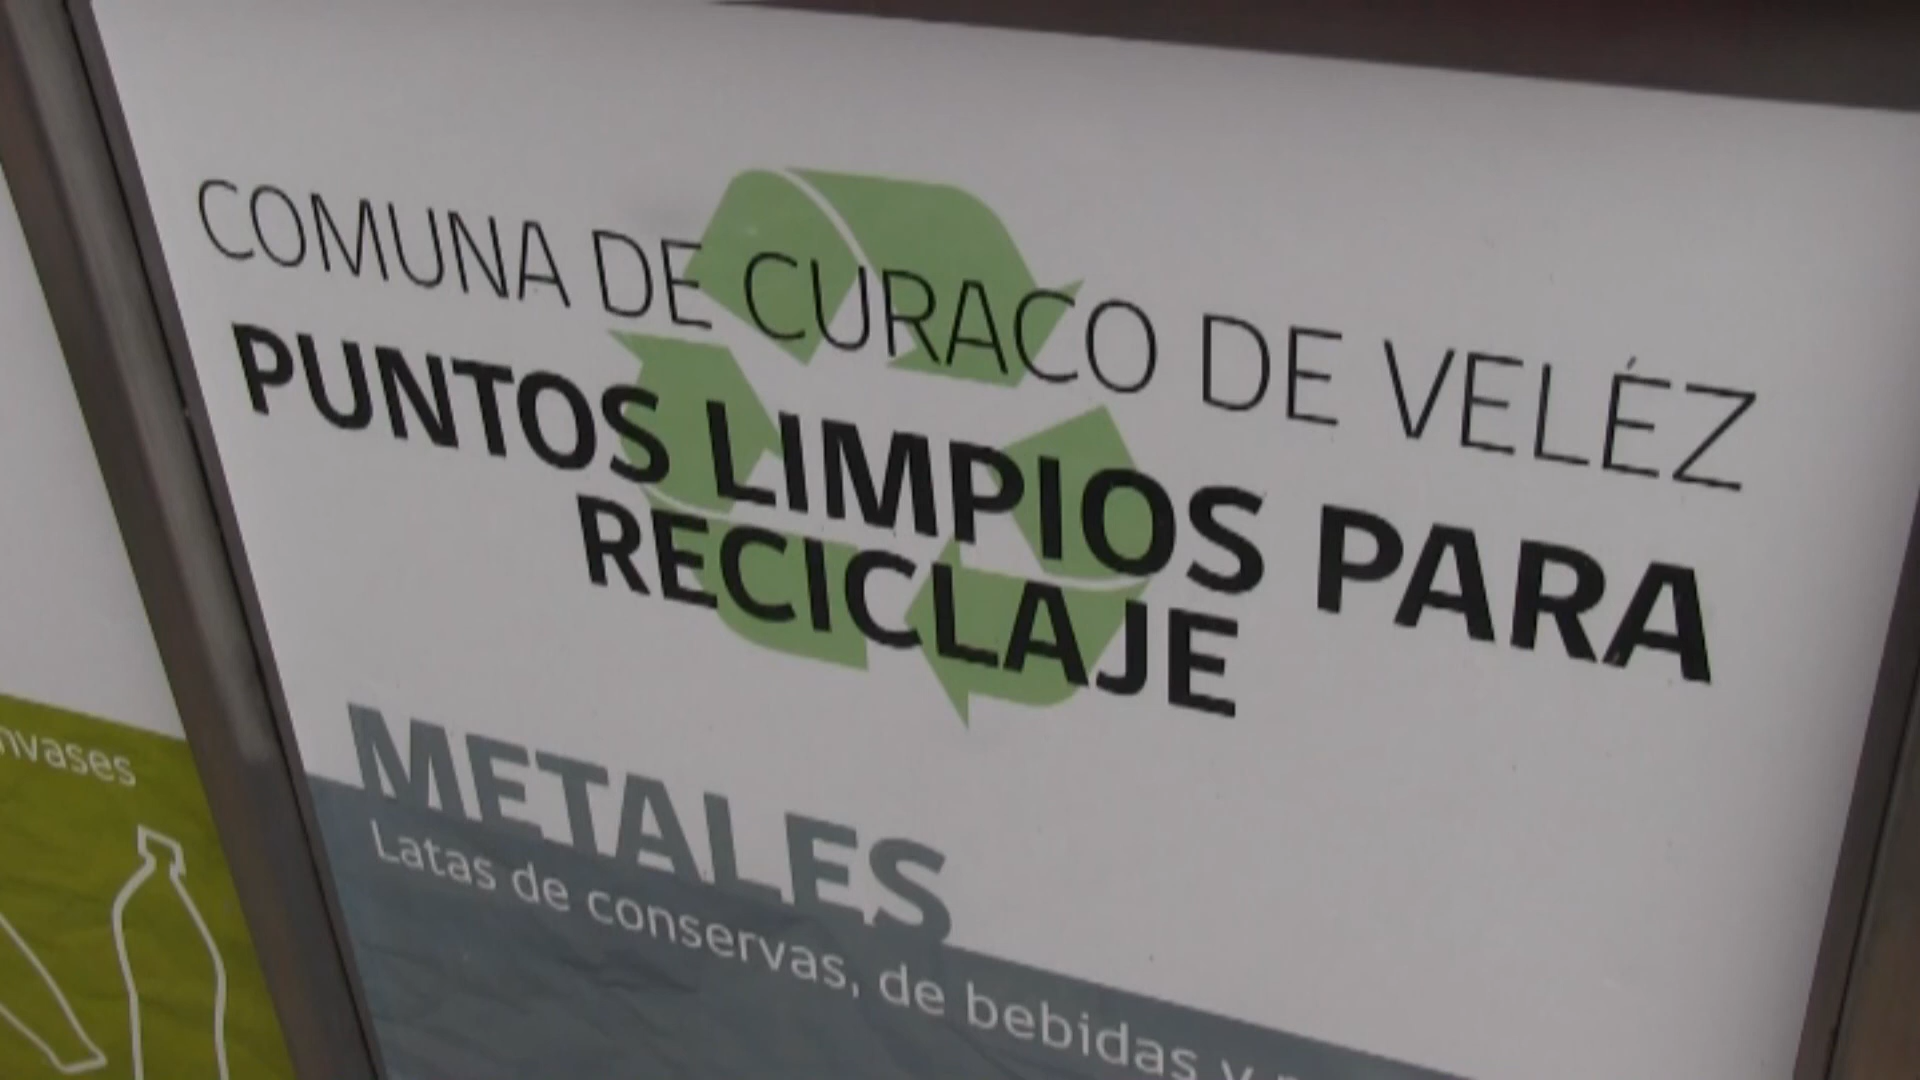 COMUNA DE CURACO DE VELÉZ
PUNTOS LIMPIOS PARA
RECICLAJE
METALES
Latas de conservas, de bebidas y
nvases